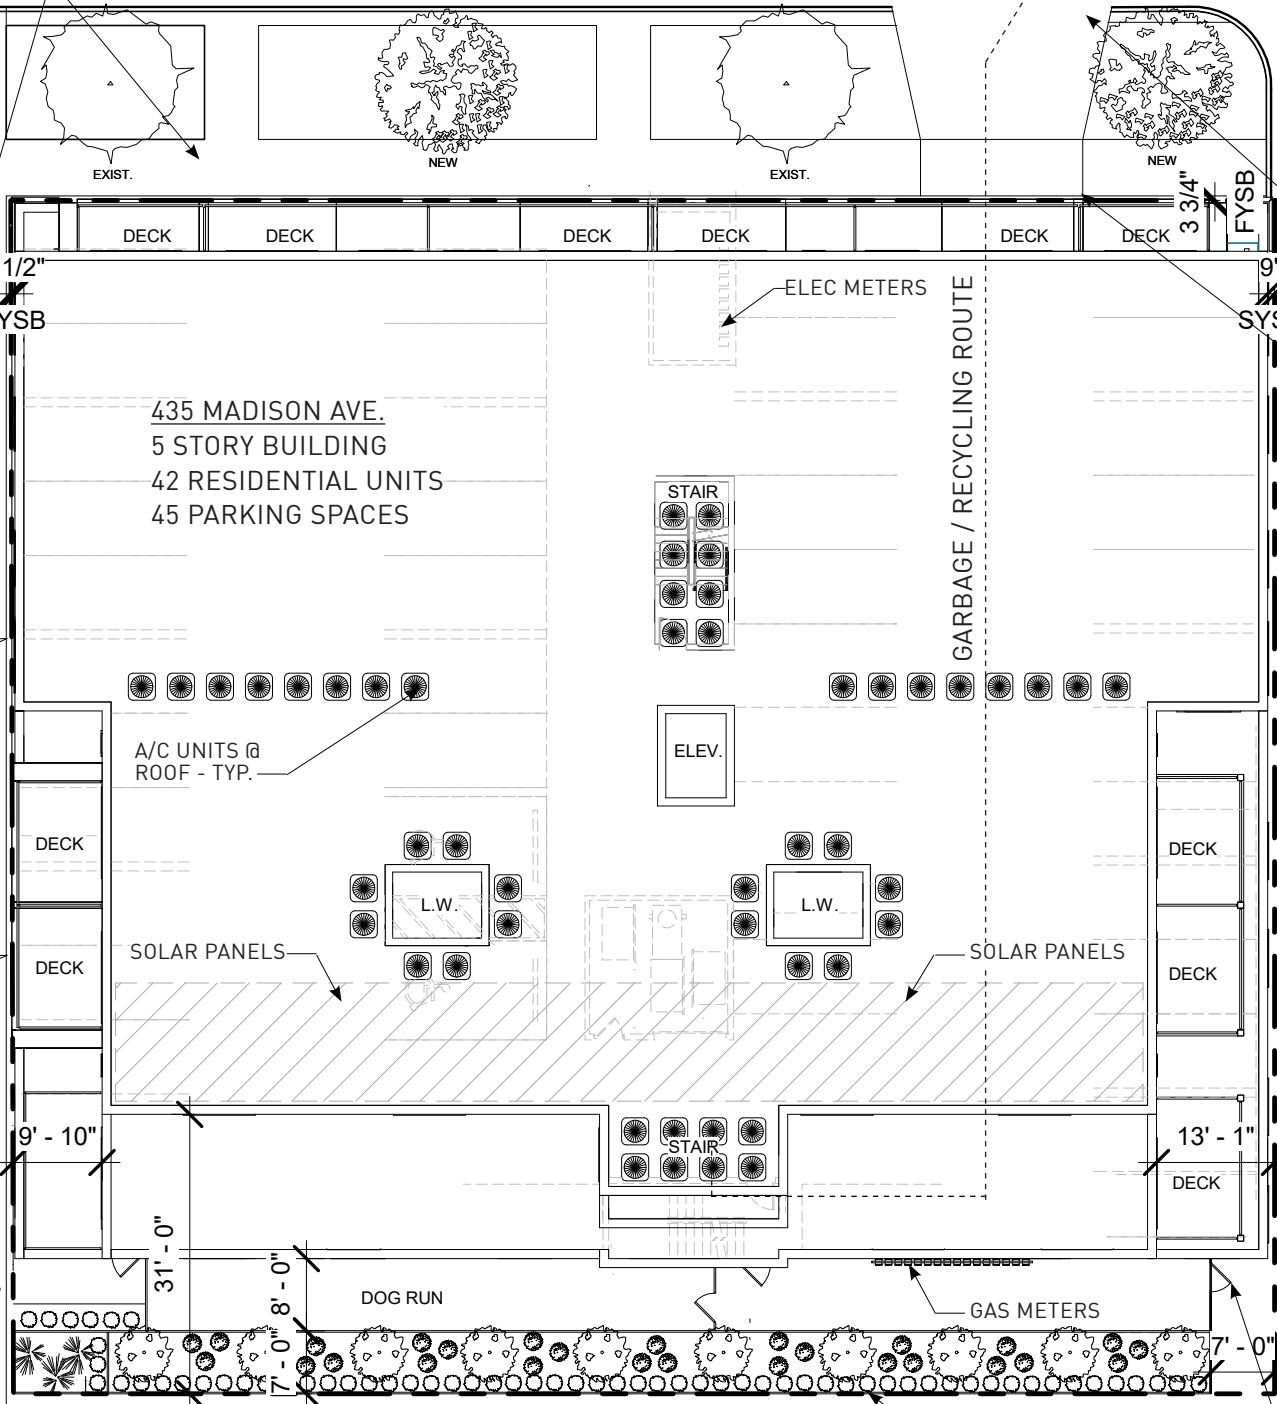 EXIST.
NEW
EXIST.
NEW
3 3/4"
FYSB
DECK
DECK
DECK
DECK
DECK
DECK
1/2"
YSB
9'
ELEC METERS
GARBAGE / RECYCLING ROUTE
435 MADISON AVE.
5 STORY BUILDING
42 RESIDENTIAL UNITS
45 PARKING SPACES
STAIR
A/C UNITS @
ROOF - TYP.
ELEV.
DECK
DECK
L.W.
L.W.
SOLAR PANELS
SOLAR PANELS
DECK
DECK
9' - 10"
STAIR
13' - 1"
DECK
31' - 0"
8' - 0"
7' - 0"
DOG RUN
GAS METERS
7' - 0"